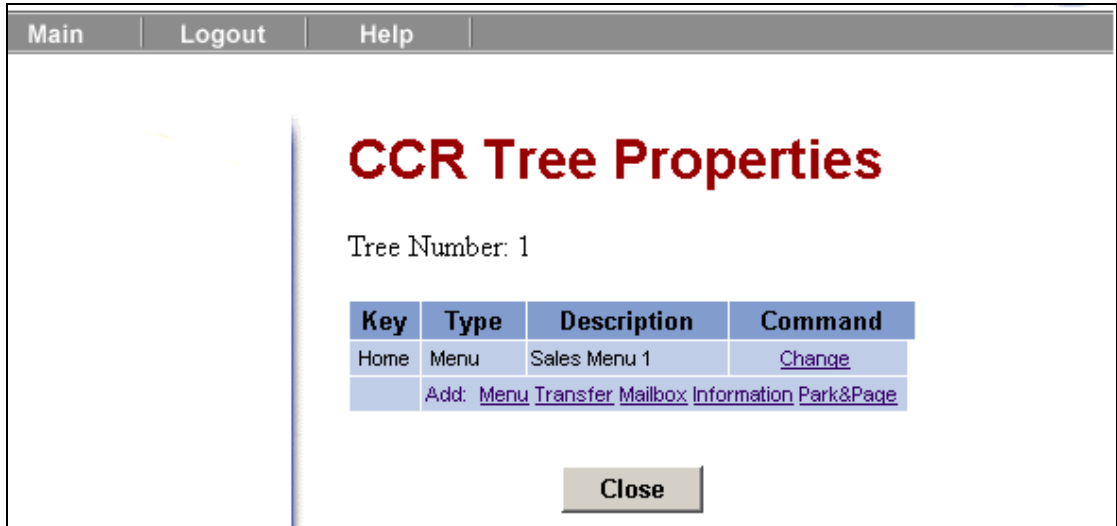 Main Logout Help
CCR Tree Properties
Tree Number: 1
Key Type Description Command
Home Menu Sales Menu 1 Change
Add: Menu Transfer Mailbox Information Park&Page
Close